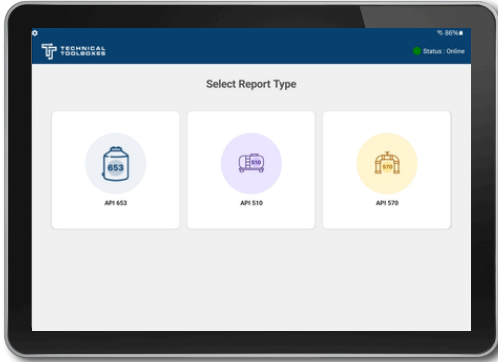 86%
TECHNICAL
TOOLBOXES
Status : Online
Select Report Type
653
510
570
API 653
API 510
API 570